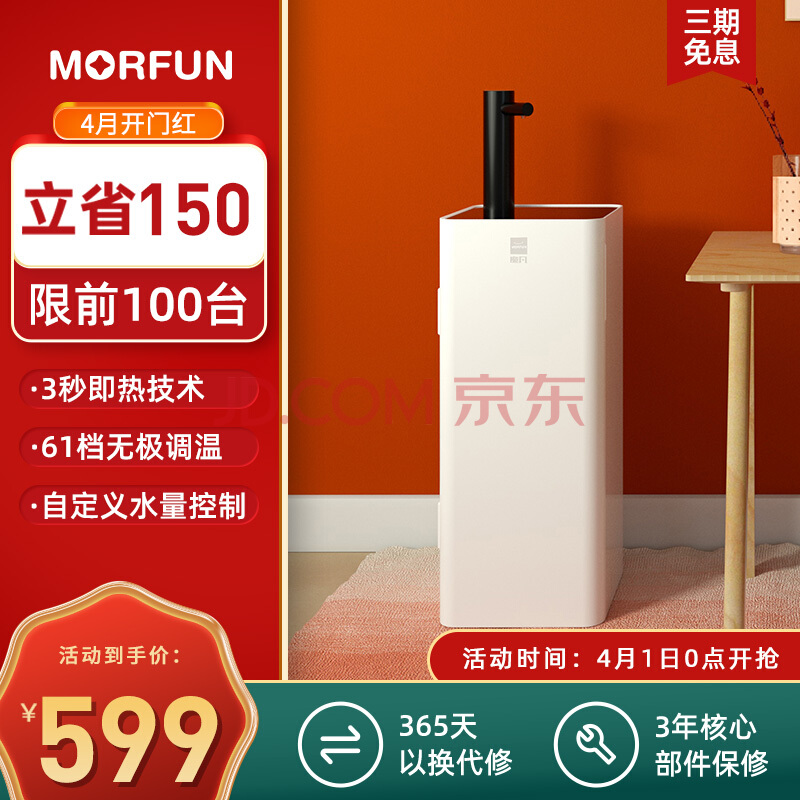 MORFUN
4月开门红
立省150
限前100台
·3秒即热技术
·61档无极调温
·自定义水量控制
三期
免息
JD.COM 京东
活动时间：4月1日0点开抢
活动到手价：
¥599
365天
以换代修
3年核心
部件保修